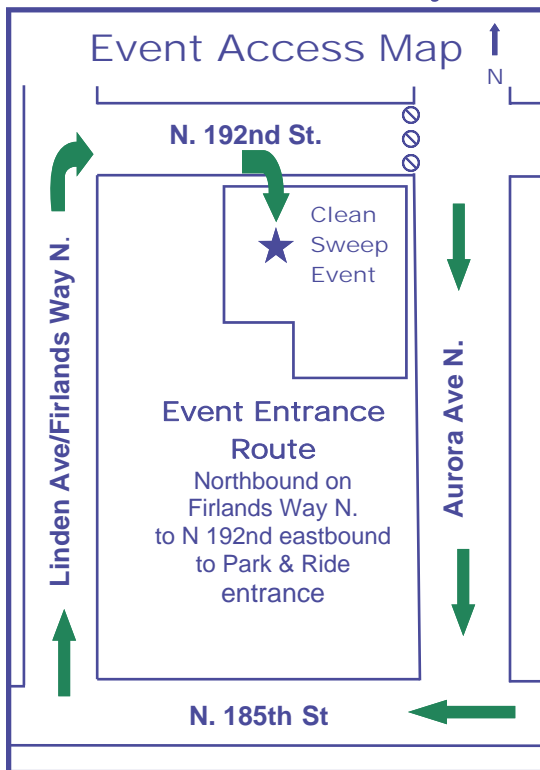 Event Access Map
N
N. 192nd St.
Clean
Sweep
Event
Linden Ave/Firlands Way N.
Aurora Ave N.
Event Entrance
Route
Northbound on
Firlands Way N.
to N 192nd eastbound
to Park & Ride
entrance
N. 185th St